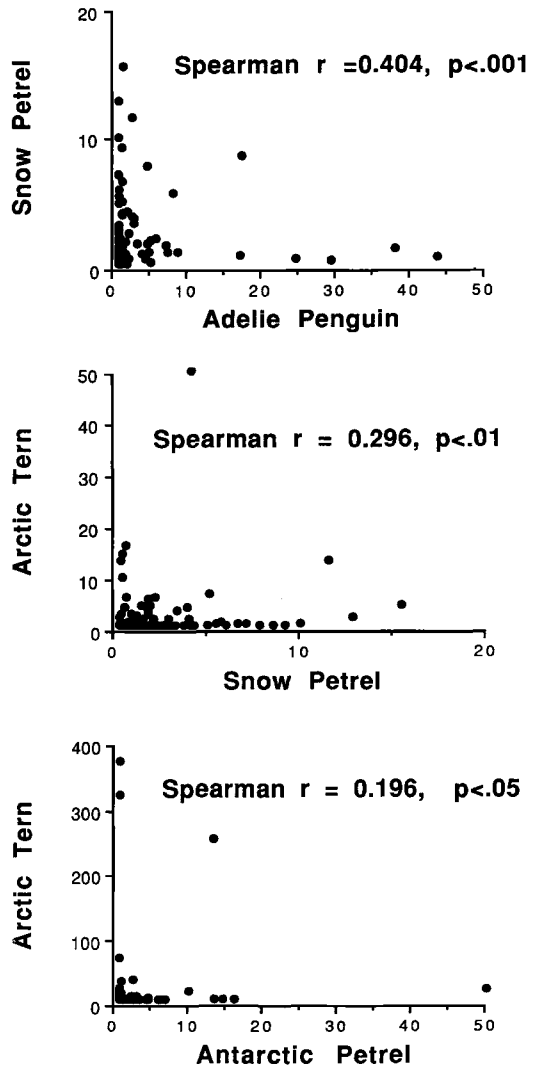 20
Spearman r =0.404, p<.001
Snow Petrel
10
0
0 10 20 30 40 50
Adelie Penguin
50
Spearman r = 0.296, p<.01
40
Arctic Tern
30
20
10
0
0 10 20
Snow Petrel
400
Spearman r = 0.196, p<.05
300
Arctic Tern
200
100
0
0 10 20 30 40 50
Antarctic Petrel